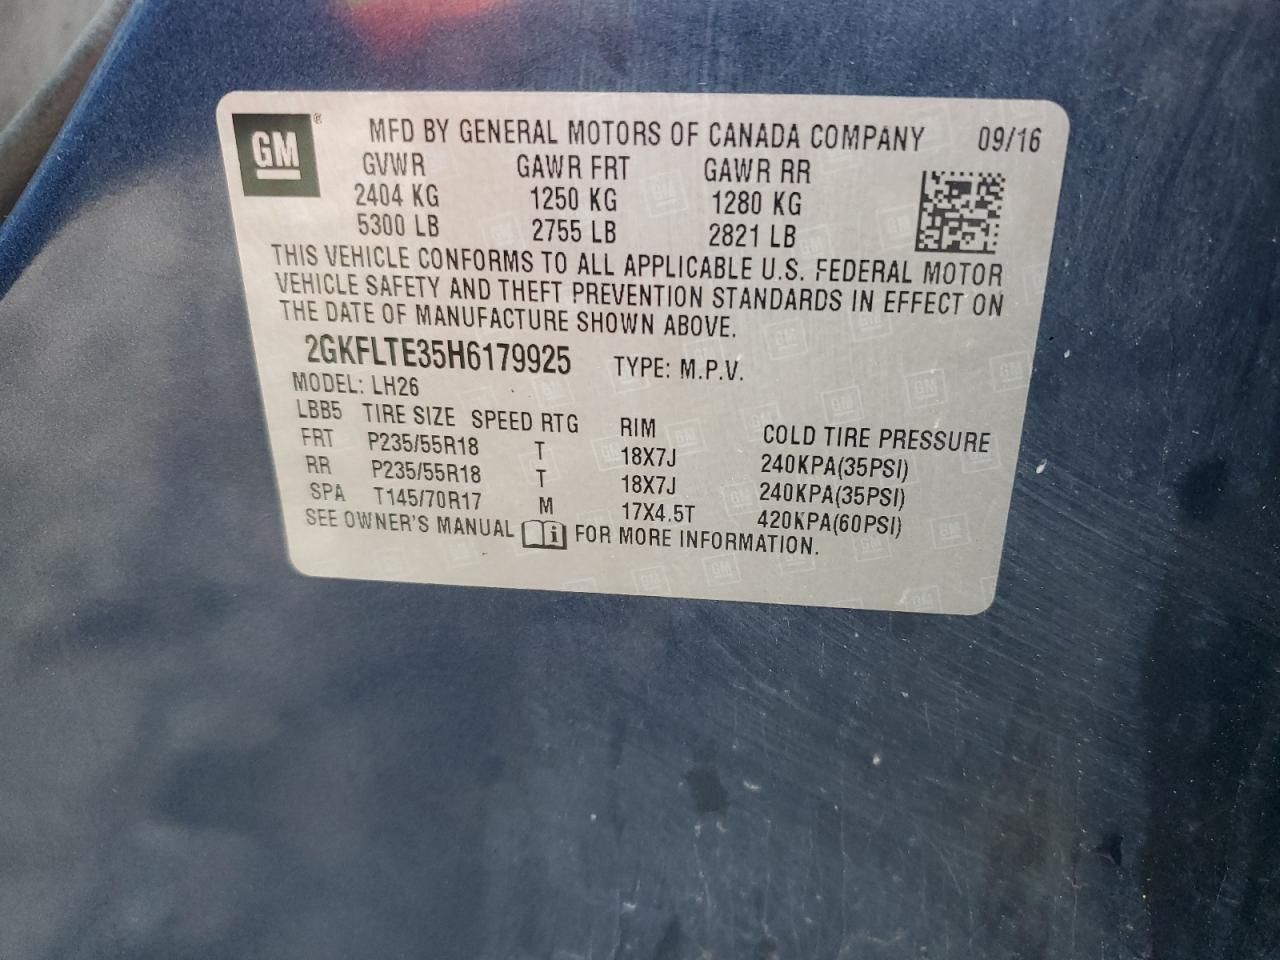 GM®
MFD BY GENERAL MOTORS OF CANADA COMPANY 09/16
GVWR GAWR FRT GAWR RR
2404 KG 1250 KG 1280 KG
5300 LB 2755 LB 2821 LB
THIS VEHICLE CONFORMS TO ALL APPLICABLE U.S. FEDERAL MOTOR
VEHICLE SAFETY AND THEFT PREVENTION STANDARDS IN EFFECT ON
THE DATE OF MANUFACTURE SHOWN ABOVE.
2GKFLTE35H6179925 TYPE: M.P.V.
MODEL: LH26
LBB5 TIRE SIZE SPEED RTG RIM COLD TIRE PRESSURE
FRT P235/55R18 T 18X7J 240KPA(35PSI)
RR P235/55R18 T 18X7J 240KPA(35PSI)
SPA T145/70R17 M 17X4.5T 420KPA(60PSI)
SEE OWNER'S MANUAL i FOR MORE INFORMATION.